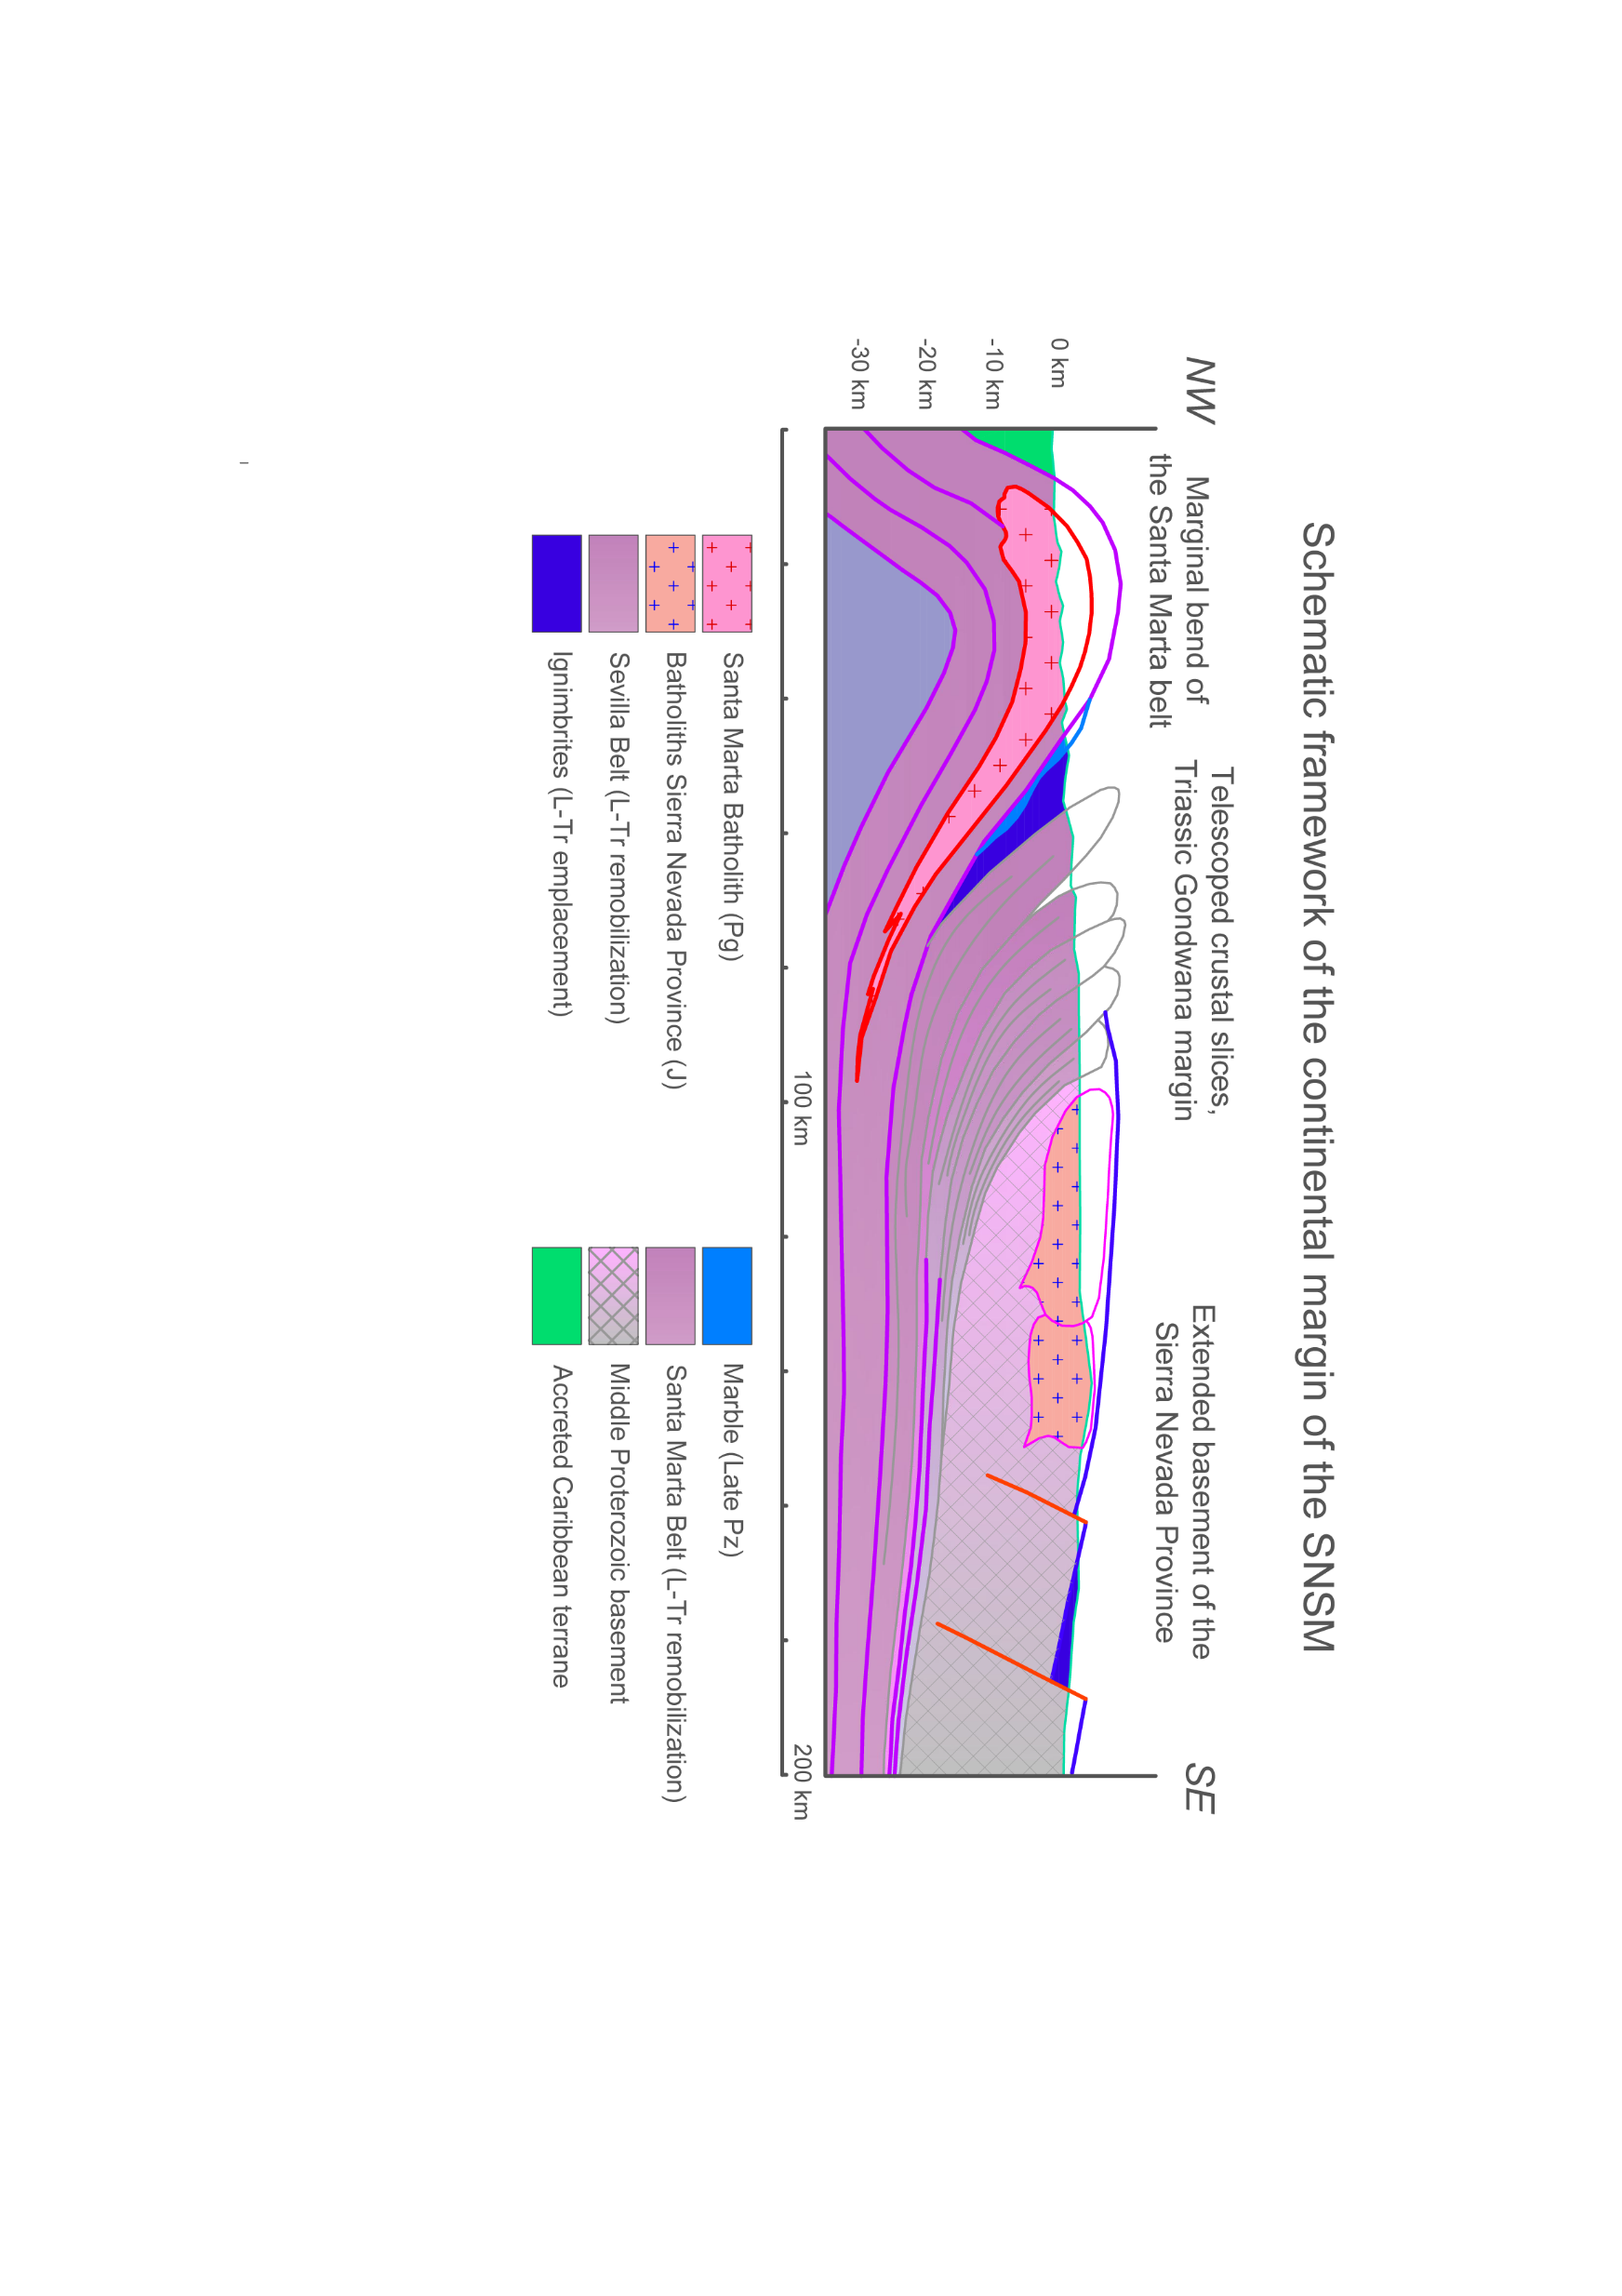 Schematic framework of the continental margin of the SNSM
NW
SE
Marginal bend of
the Santa Marta belt
Telescoped crustal slices,
Triassic Gondwana margin
Extended basement of the
Sierra Nevada Province
0 km
-10 km
-20 km
-30 km
100 km
200 km
Santa Marta Batholith (Pg)
Batholiths Sierra Nevada Province (J)
Sevilla Belt (L-Tr remobilization)
Ignimbrites (L-Tr emplacement)
Marble (Late Pz)
Santa Marta Belt (L-Tr remobilization)
Middle Proterozoic basement
Accreted Caribbean terrane